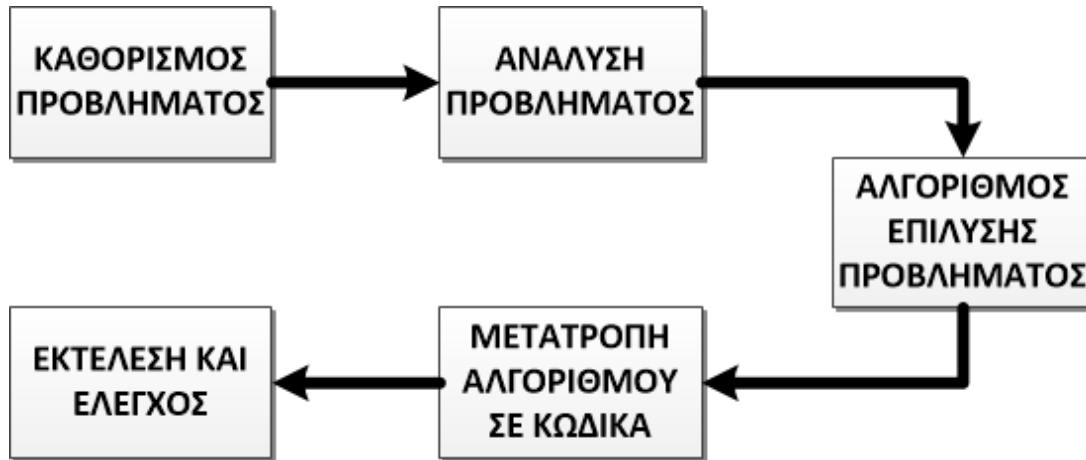 ΚΑΘΟΡΙΣΜΟΣ
ΠΡΟΒΛΗΜΑΤΟΣ
ΑΝΑΛΥΣΗ
ΠΡΟΒΛΗΜΑΤΟΣ
ΑΛΓΟΡΙΘΜΟΣ
ΕΠΙΛΥΣΗΣ
ΠΡΟΒΛΗΜΑΤΟΣ
ΜΕΤΑΤΡΟΠΗ
ΑΛΓΟΡΙΘΜΟΥ
ΣΕ ΚΩΔΙΚΑ
ΕΚΤΕΛΕΣΗ ΚΑΙ
ΕΛΕΓΧΟΣ